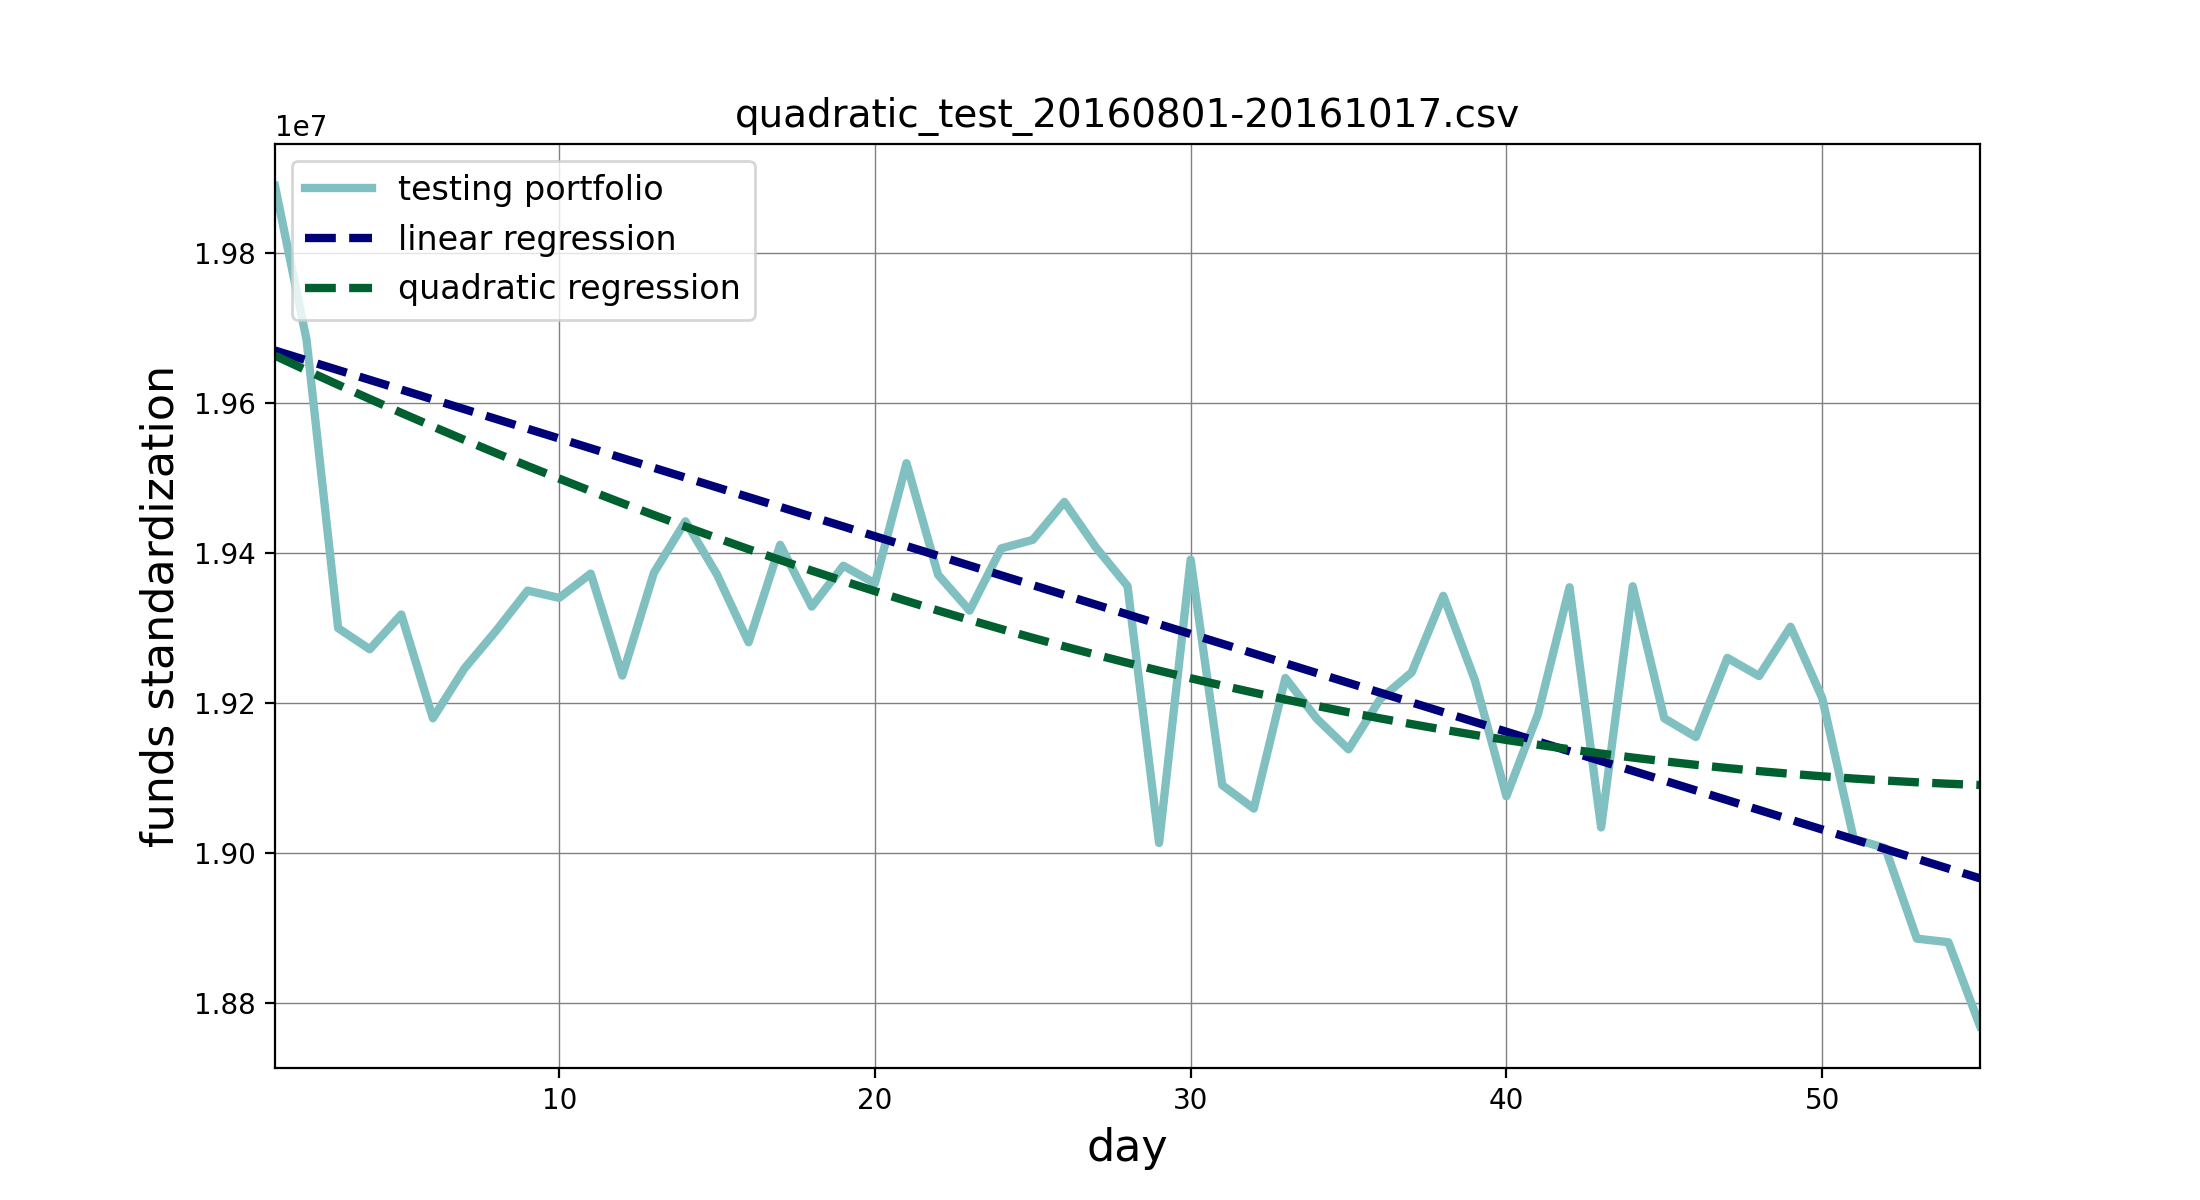 quadratic_test_20160801-20161017.csv
1e7
testing portfolio
linear regression
quadratic regression
1.98
1.96
1.94
1.92
1.90
1.88
funds standardization
10 20 30 40 50
day